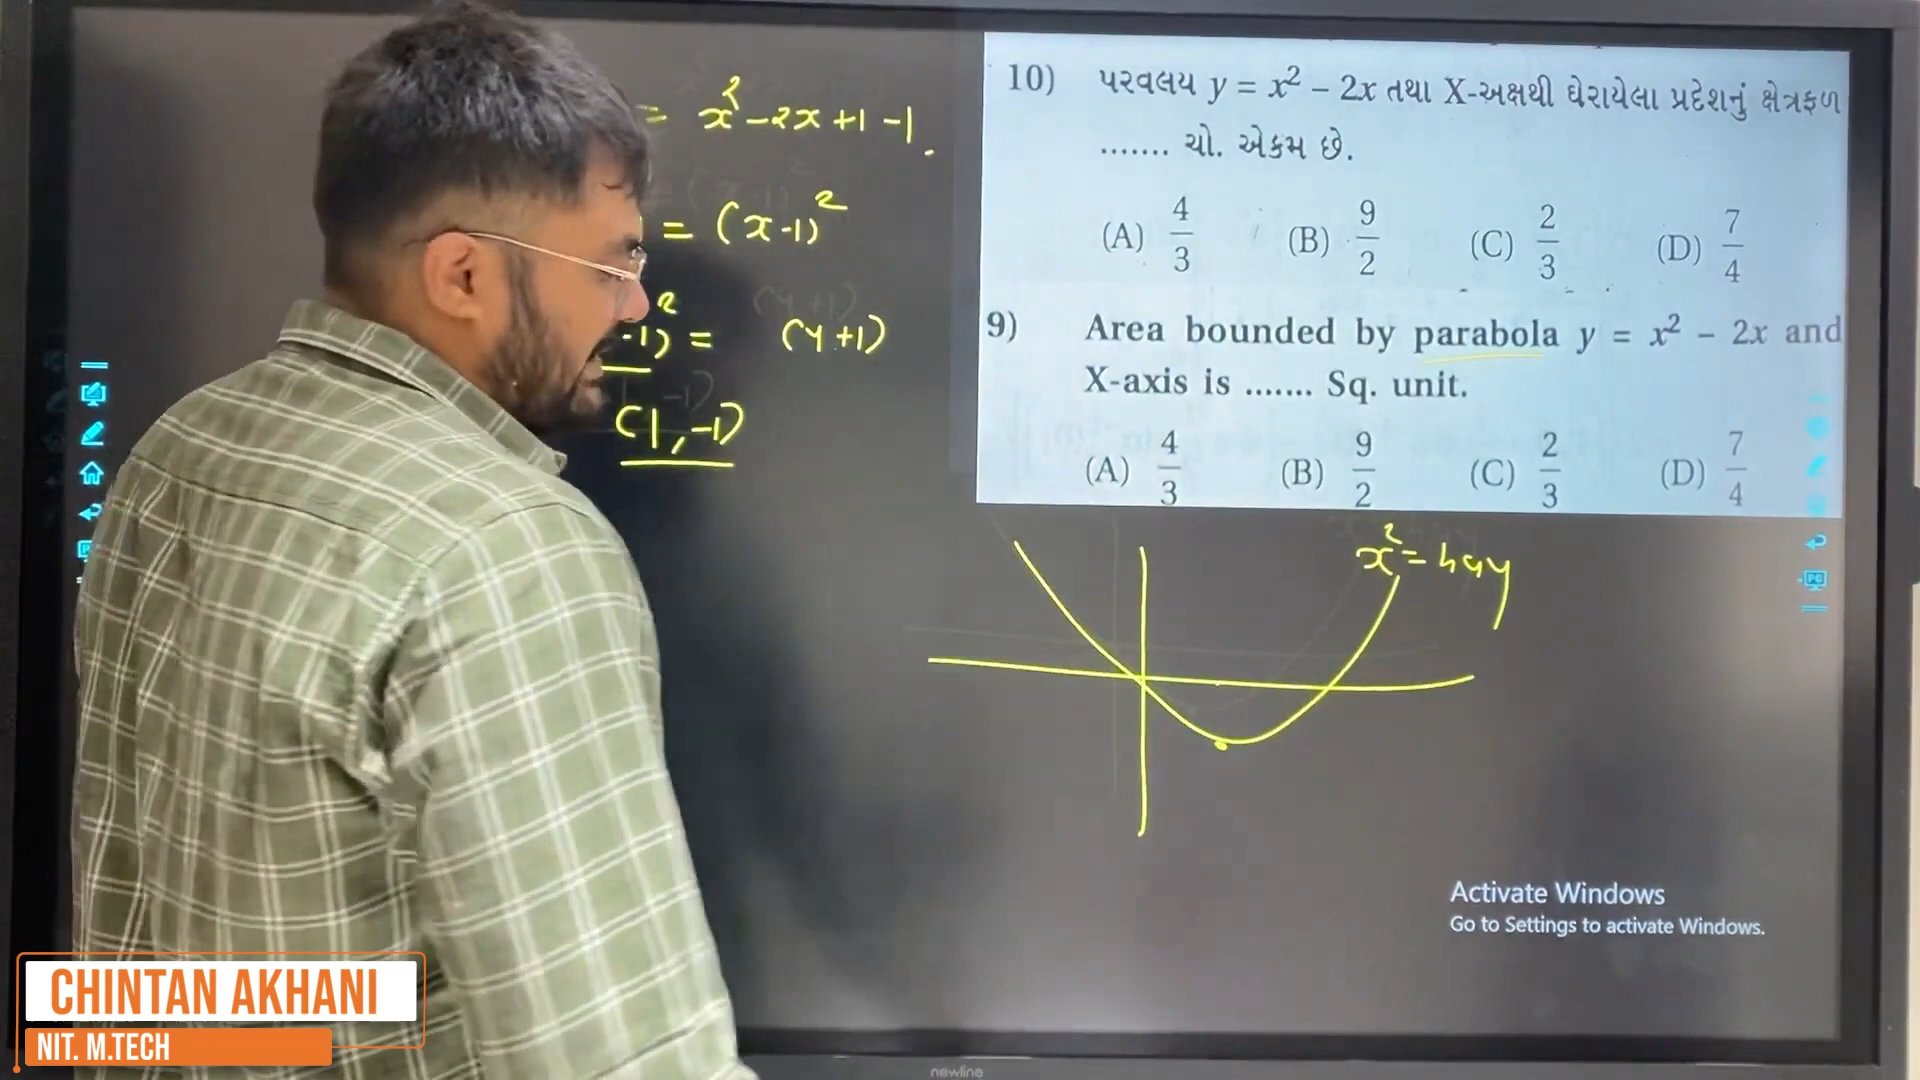 = x² - 2x + 1 - 1.
= (x - 1)²
-1)² = (y + 1)
(1, -1)
10) પરવલય y = x² – 2x તથા X-અક્ષથી ઘેરાયેલા પ્રદેશનું ક્ષેત્રફળ
....... ચો. એકમ છે.
(A) 4/3 (B) 9/2 (C) 2/3 (D) 7/4
9) Area bounded by parabola y = x² – 2x and
X-axis is ....... Sq. unit.
(A) 4/3 (B) 9/2 (C) 2/3 (D) 7/4
x² = 4ay
Activate Windows
Go to Settings to activate Windows.
CHINTAN AKHANI
NIT. M.TECH
newline